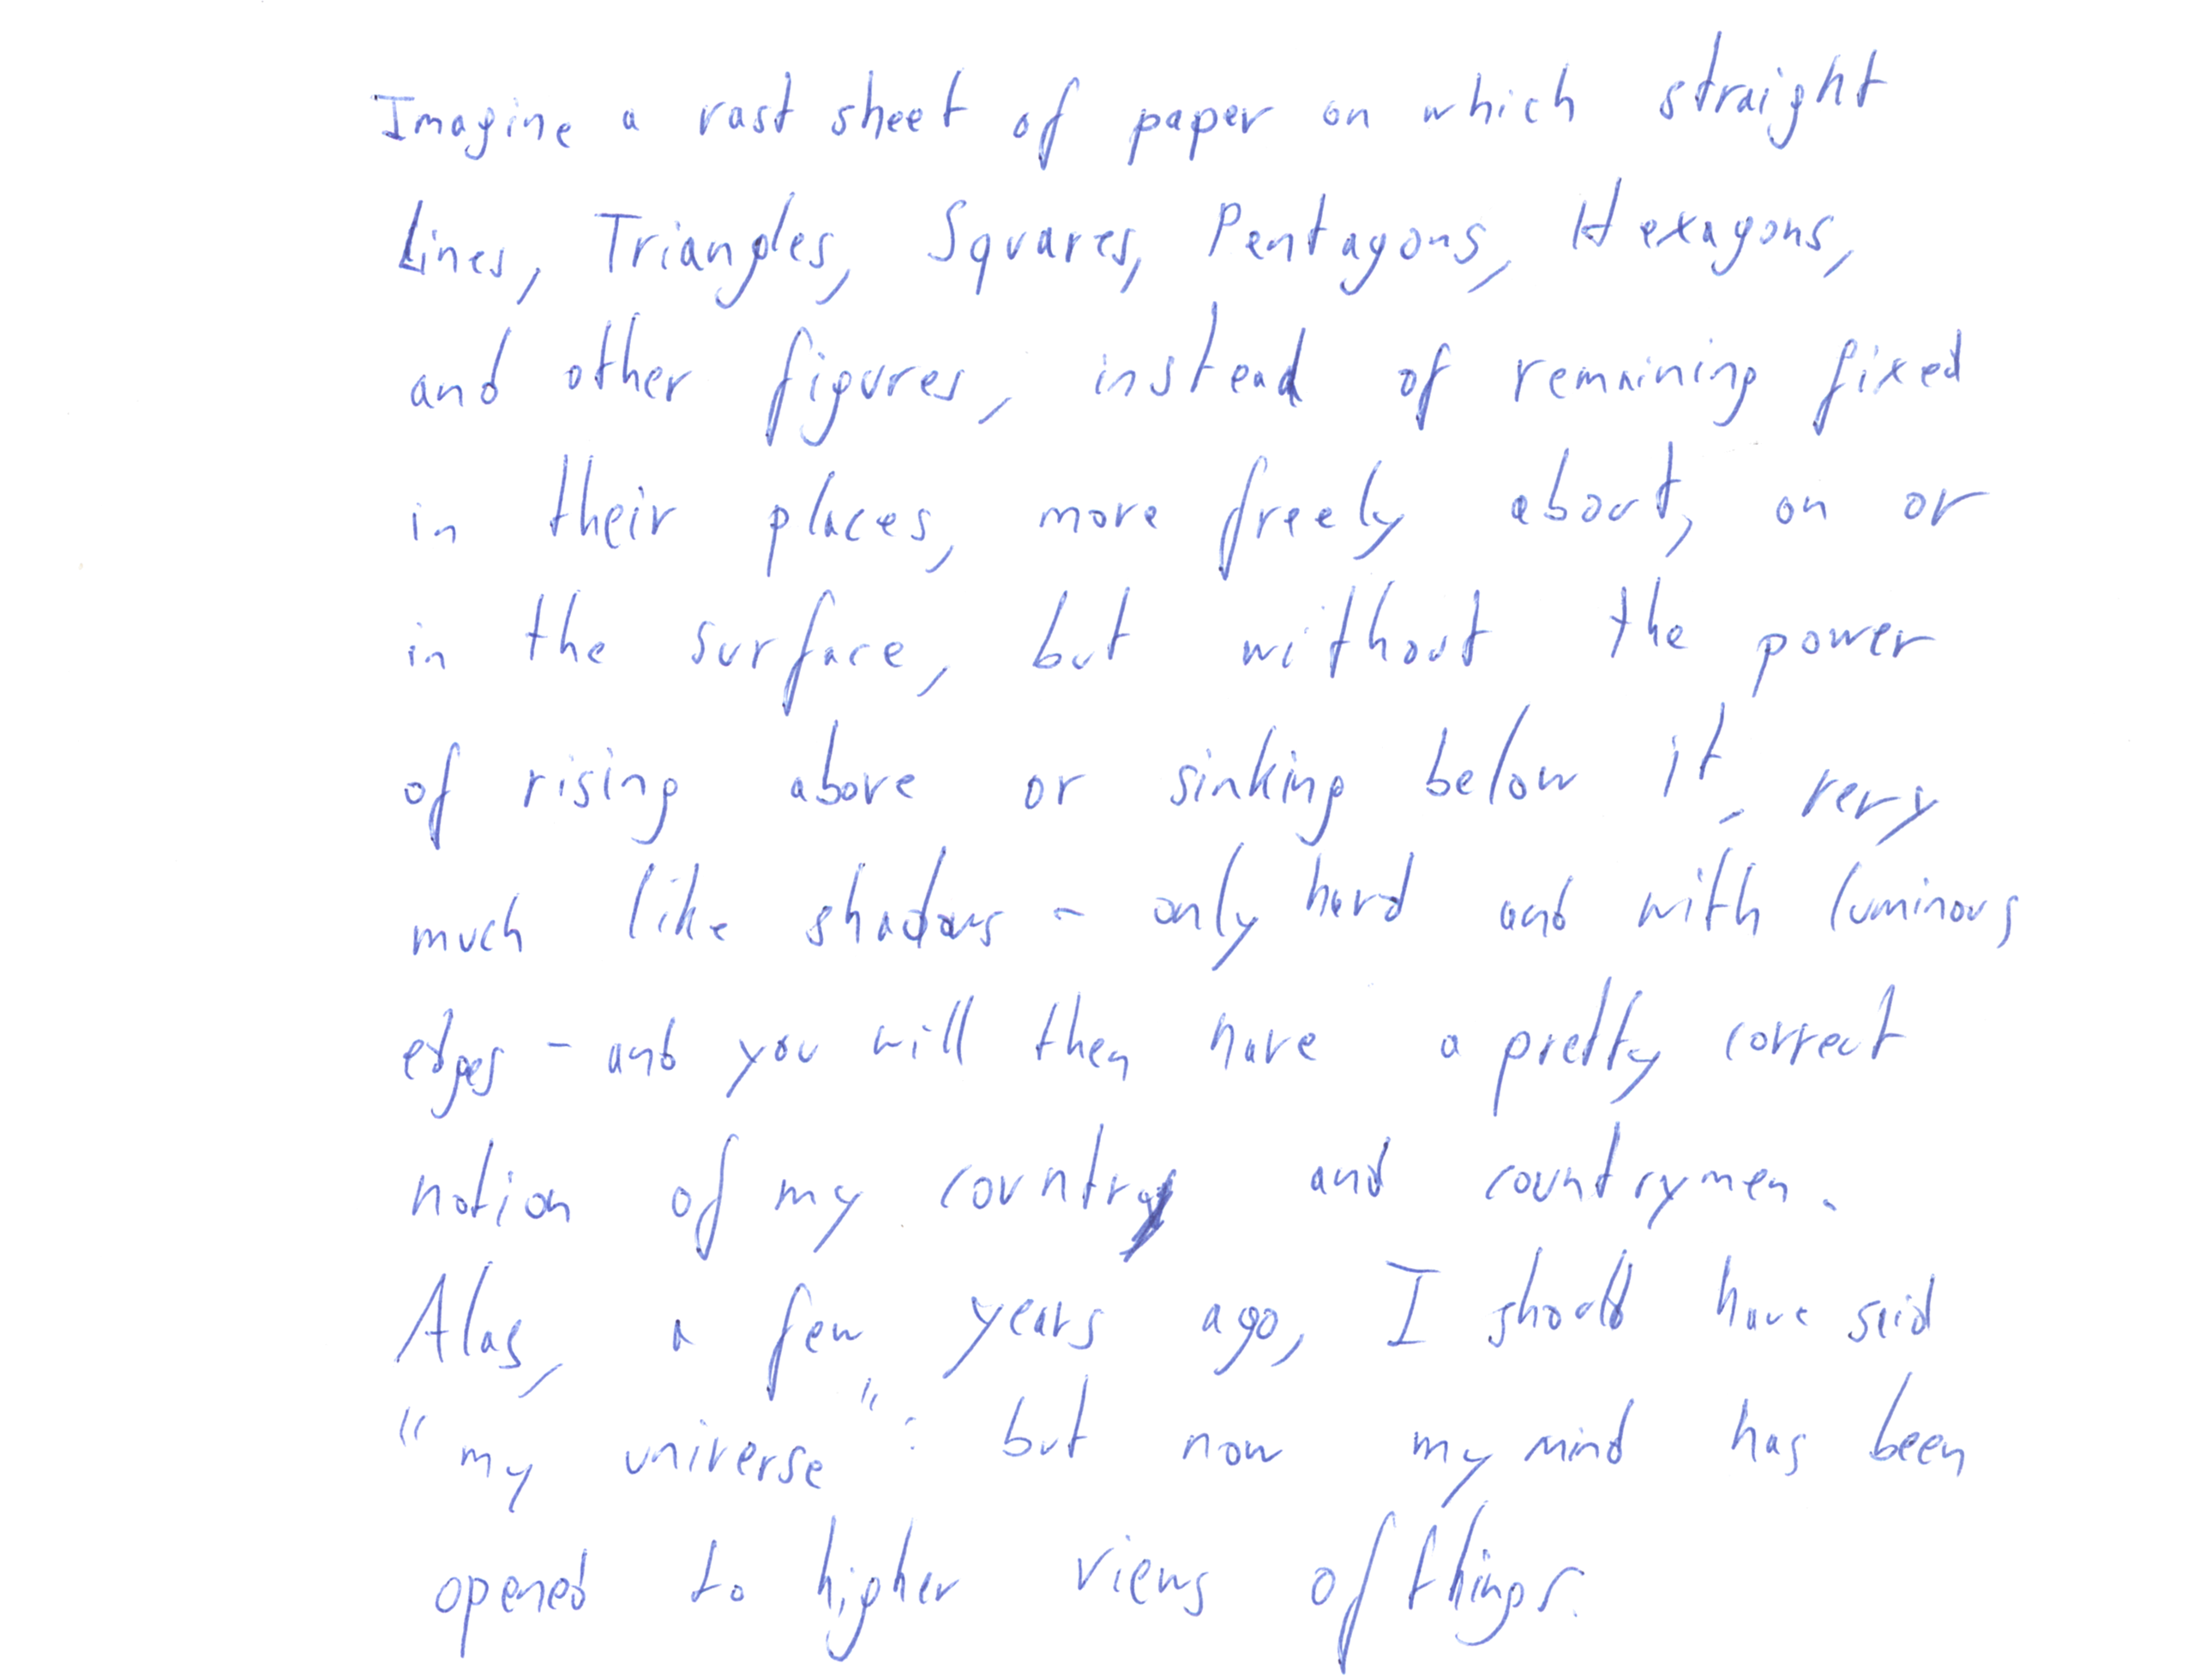 Imagine a vast sheet of paper on which straight
Lines, Triangles, Squares, Pentagons, Hexagons,
and other figures, instead of remaining fixed
in their places, more freely about, on or
in the surface, but without the power
of rising above or sinking below it, very
much like shadows - only hard and with luminous
edges - and you will then have a pretty correct
notion of my country and countrymen.
Alas, a few years ago, I should have said
"my universe": but now my mind has been
opened to higher views of things.